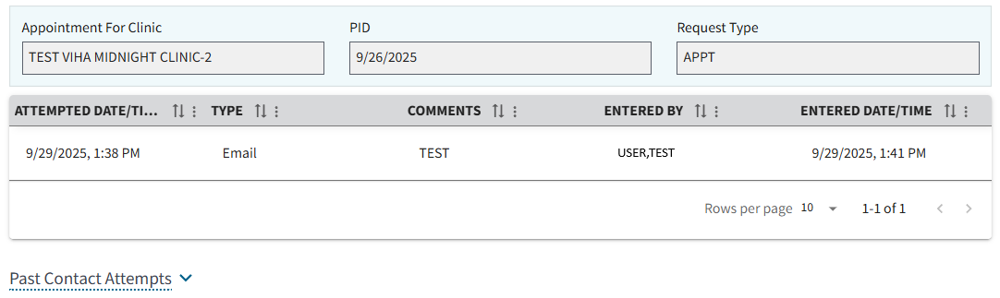 Appointment For Clinic PID Request Type
TEST VIHA MIDNIGHT CLINIC-2 9/26/2025 APPT
ATTEMPTED DATE/TI... TYPE COMMENTS ENTERED BY ENTERED DATE/TIME
9/29/2025, 1:38 PM Email TEST USER,TEST 9/29/2025, 1:41 PM
Rows per page 10 1-1 of 1
Past Contact Attempts